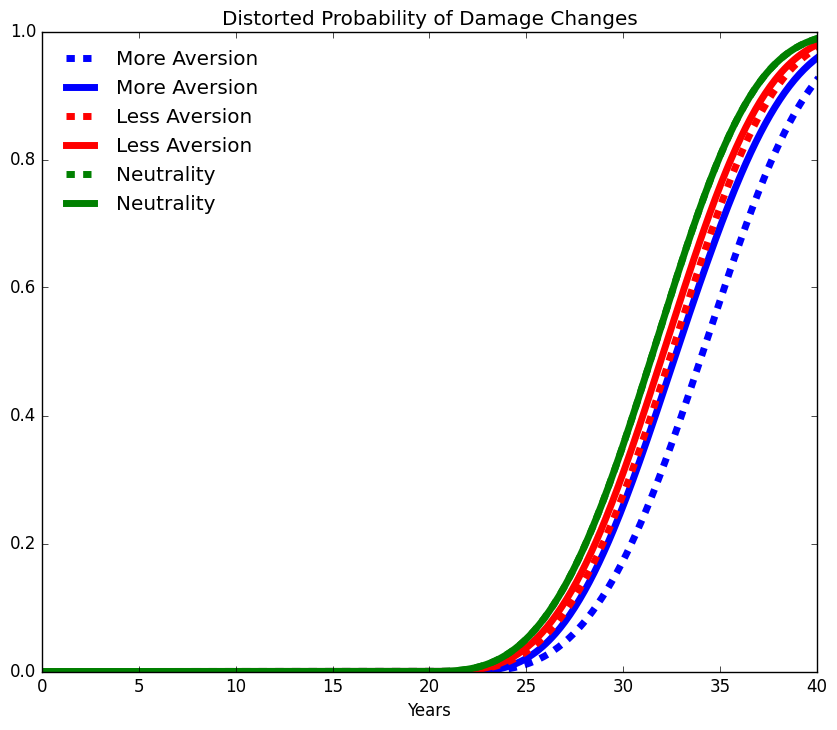 Distorted Probability of Damage Changes
1.0
0.8
0.6
0.4
0.2
0.0
More Aversion
More Aversion
Less Aversion
Less Aversion
Neutrality
Neutrality
0 5 10 15 20 25 30 35 40
Years